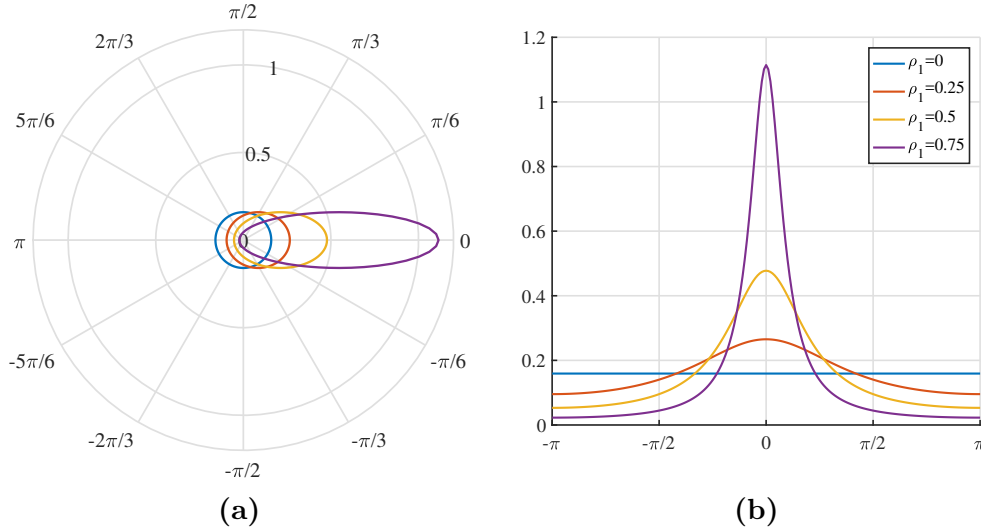 π/2
2π/3
π/3
1
5π/6
π/6
0.5
π
0
0
-5π/6
-π/6
-2π/3
-π/3
-π/2
(a)
1.2
1
0.8
0.6
0.4
0.2
0
-π
-π/2
0
π/2
π
ρ1=0
ρ1=0.25
ρ1=0.5
ρ1=0.75
(b)